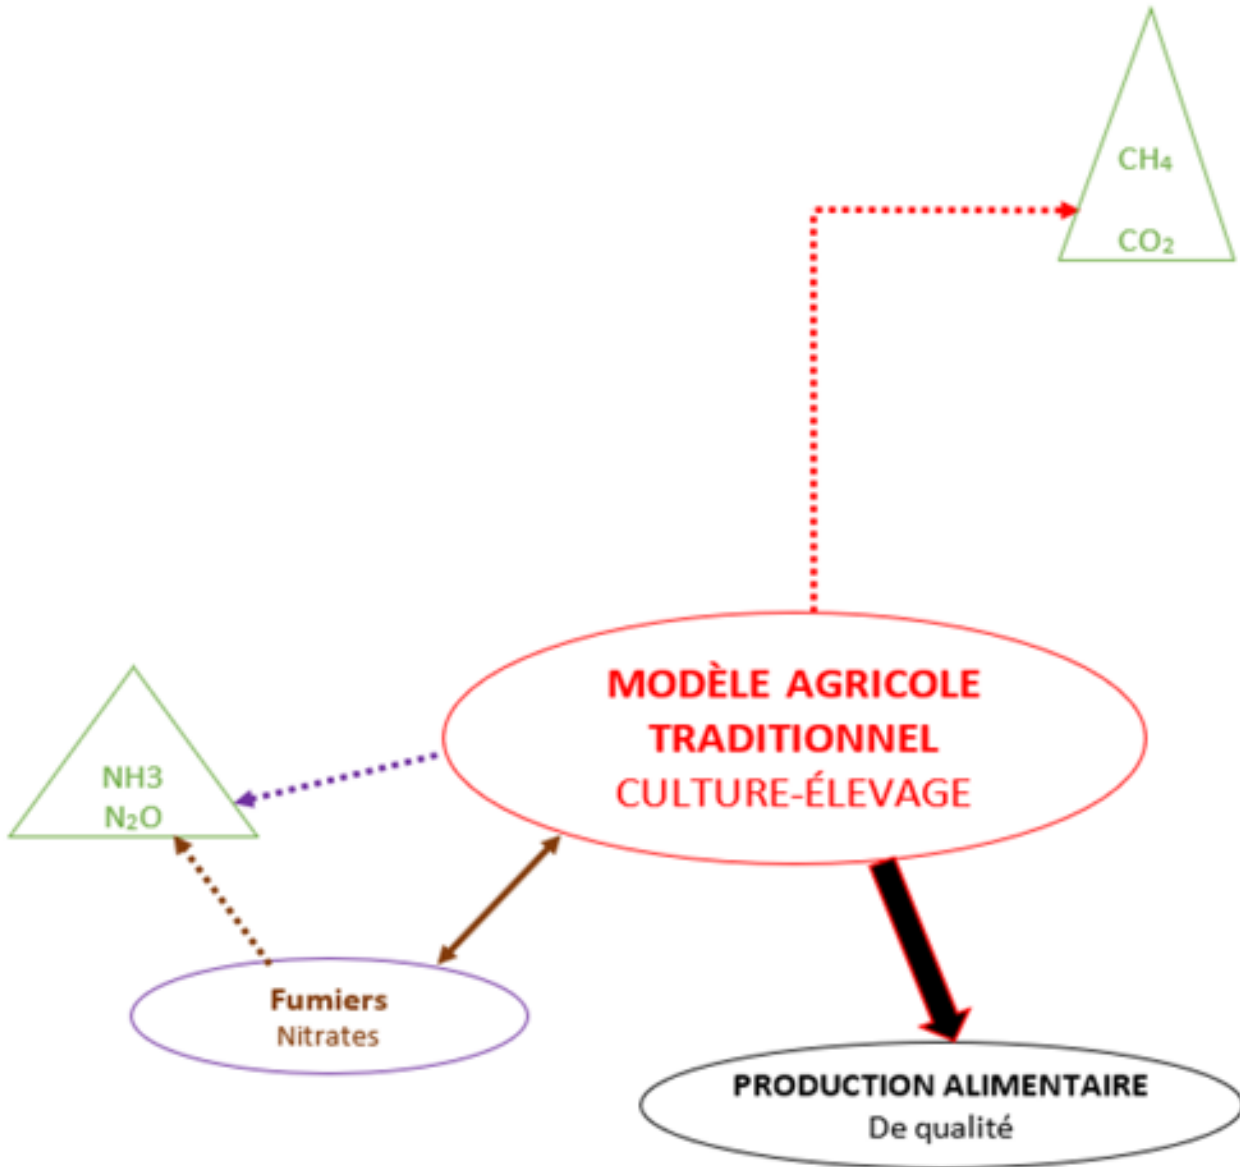 CH₄
CO₂
MODÈLE AGRICOLE
TRADITIONNEL
CULTURE-ÉLEVAGE
NH3
N₂O
Fumiers
Nitrates
PRODUCTION ALIMENTAIRE
De qualité